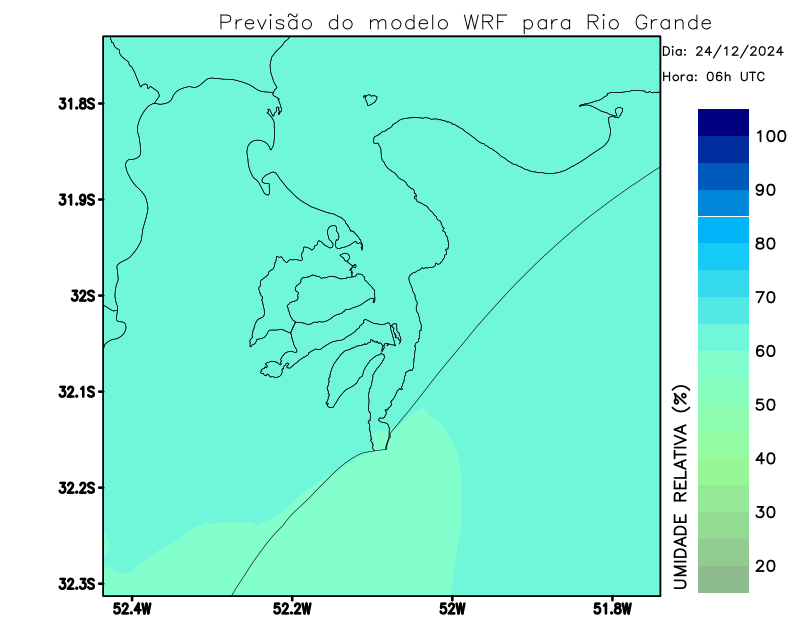 Previsão do modelo WRF para Rio Grande
Dia: 24/12/2024
Hora: 06h UTC
31.8S
31.9S
32S
32.1S
32.2S
32.3S
52.4W
52.2W
52W
51.8W
100
90
80
70
60
50
40
30
20
UMIDADE RELATIVA (%)